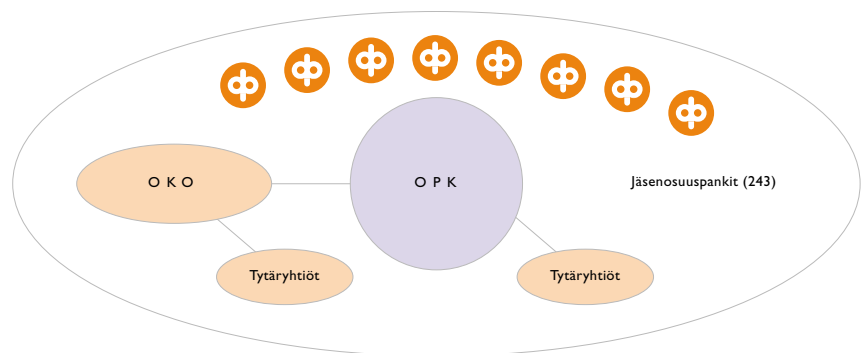 O K O
O P K
Jäsenosuuspankit (243)
Tytäryhtiöt
Tytäryhtiöt